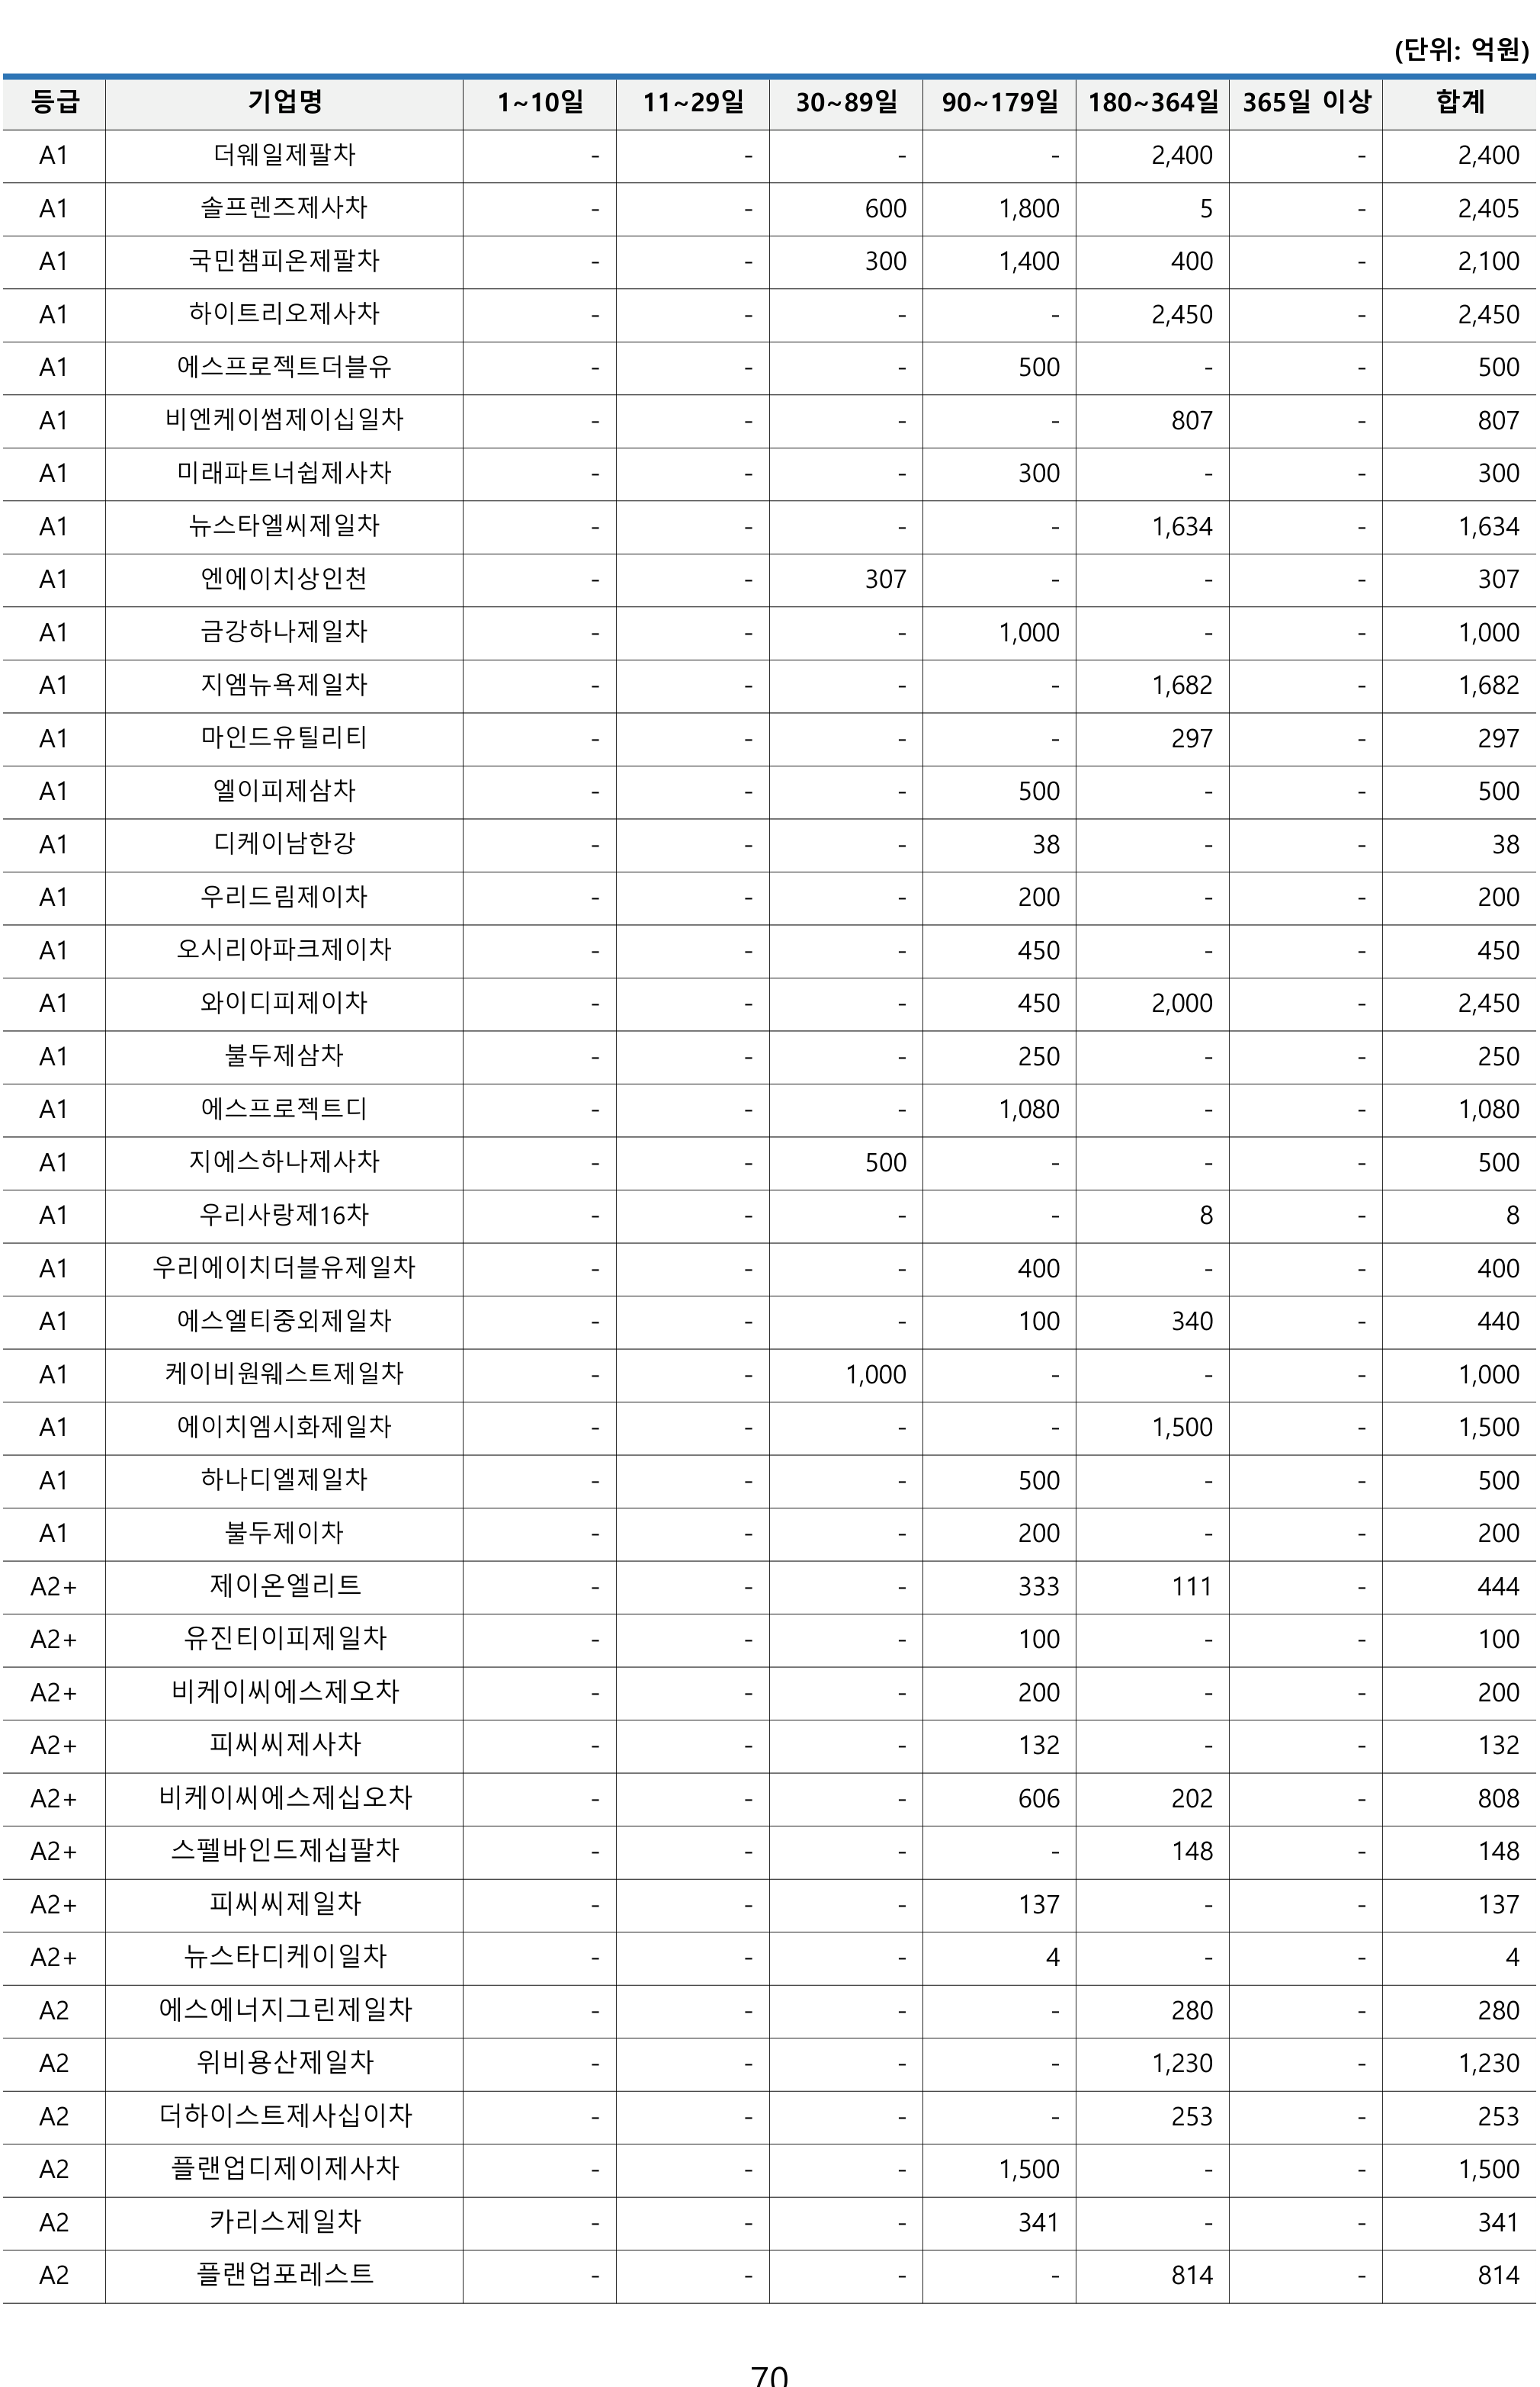 (단위: 억원)
등급 기업명 1~10일 11~29일 30~89일 90~179일 180~364일 365일 이상 합계
A1 더웨일제팔차 - - - - 2,400 - 2,400
A1 솔프렌즈제사차 - - 600 1,800 5 - 2,405
A1 국민챔피온제팔차 - - 300 1,400 400 - 2,100
A1 하이트리오제사차 - - - - 2,450 - 2,450
A1 에스프로젝트더블유 - - - 500 - - 500
A1 비엔케이썸제이십일차 - - - - 807 - 807
A1 미래파트너쉽제사차 - - - 300 - - 300
A1 뉴스타엘씨제일차 - - - - 1,634 - 1,634
A1 엔에이치상인천 - - 307 - - - 307
A1 금강하나제일차 - - - 1,000 - - 1,000
A1 지엠뉴욕제일차 - - - - 1,682 - 1,682
A1 마인드유틸리티 - - - - 297 - 297
A1 엘이피제삼차 - - - 500 - - 500
A1 디케이남한강 - - - 38 - - 38
A1 우리드림제이차 - - - 200 - - 200
A1 오시리아파크제이차 - - - 450 - - 450
A1 와이디피제이차 - - - 450 2,000 - 2,450
A1 불두제삼차 - - - 250 - - 250
A1 에스프로젝트디 - - - 1,080 - - 1,080
A1 지에스하나제사차 - - 500 - - - 500
A1 우리사랑제16차 - - - - 8 - 8
A1 우리에이치더블유제일차 - - - 400 - - 400
A1 에스엘티중외제일차 - - - 100 340 - 440
A1 케이비원웨스트제일차 - - 1,000 - - - 1,000
A1 에이치엠시화제일차 - - - - 1,500 - 1,500
A1 하나디엘제일차 - - - 500 - - 500
A1 불두제이차 - - - 200 - - 200
A2+ 제이온엘리트 - - - 333 111 - 444
A2+ 유진티이피제일차 - - - 100 - - 100
A2+ 비케이씨에스제오차 - - - 200 - - 200
A2+ 피씨씨제사차 - - - 132 - - 132
A2+ 비케이씨에스제십오차 - - - 606 202 - 808
A2+ 스펠바인드제십팔차 - - - - 148 - 148
A2+ 피씨씨제일차 - - - 137 - - 137
A2+ 뉴스타디케이일차 - - - 4 - - 4
A2 에스에너지그린제일차 - - - - 280 - 280
A2 위비용산제일차 - - - - 1,230 - 1,230
A2 더하이스트제사십이차 - - - - 253 - 253
A2 플랜업디제이제사차 - - - 1,500 - - 1,500
A2 카리스제일차 - - - 341 - - 341
A2 플랜업포레스트 - - - - 814 - 814
70